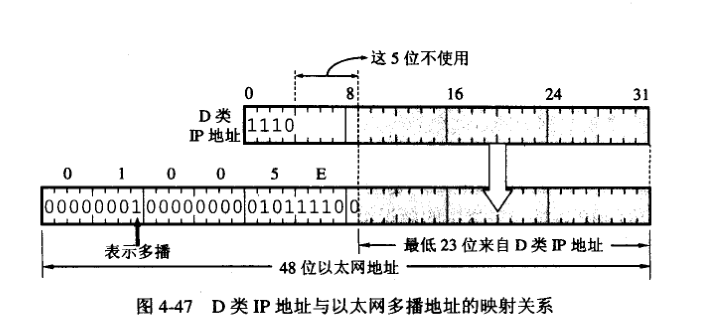 这 5 位不使用
0 8 16 24 31
D 类
IP 地址
1110
0 1 0 0 5 E
00000001 00000000 01011110 0
表示多播
最低 23 位来自 D 类 IP 地址
48 位以太网地址
图 4-47 D 类 IP 地址与以太网多播地址的映射关系